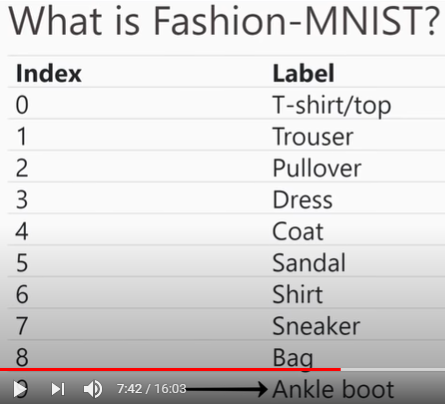 What is Fashion-MNIST?
Index Label
0 T-shirt/top
1 Trouser
2 Pullover
3 Dress
4 Coat
5 Sandal
6 Shirt
7 Sneaker
8 Bag
9 7:42 / 16:03 Ankle boot